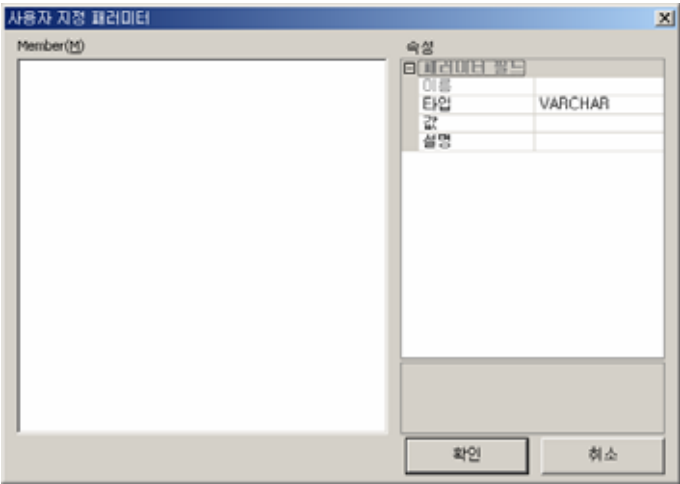 사용자 지정 패러미터
Member(M)
속성
패러미터 필드
이름
타입 VARCHAR
값
설명
확인
취소